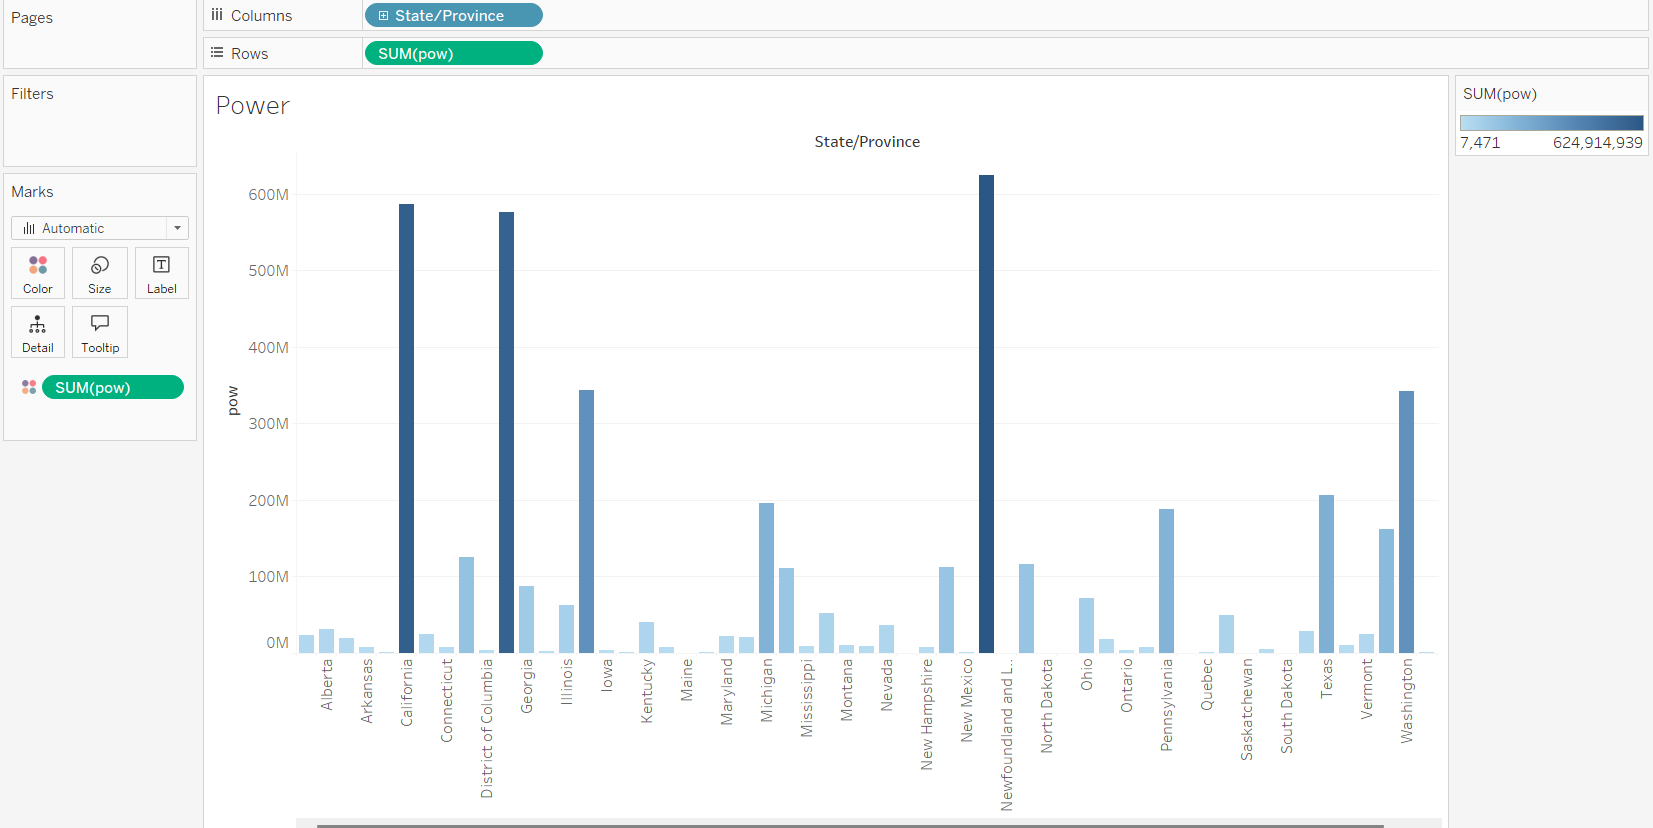 Pages
Columns
State/Province
Rows
SUM(pow)
Filters
Marks
Automatic
Color
Size
Label
Detail
Tooltip
SUM(pow)
Power
State/Province
pow
600M
500M
400M
300M
200M
100M
0M
Alberta
Arkansas
California
Connecticut
District of Columbia
Georgia
Illinois
Iowa
Kentucky
Maine
Maryland
Michigan
Mississippi
Montana
Nevada
New Hampshire
New Mexico
Newfoundland and L..
North Dakota
Ohio
Ontario
Pennsylvania
Quebec
Saskatchewan
South Dakota
Texas
Vermont
Washington
SUM(pow)
7,471 624,914,939